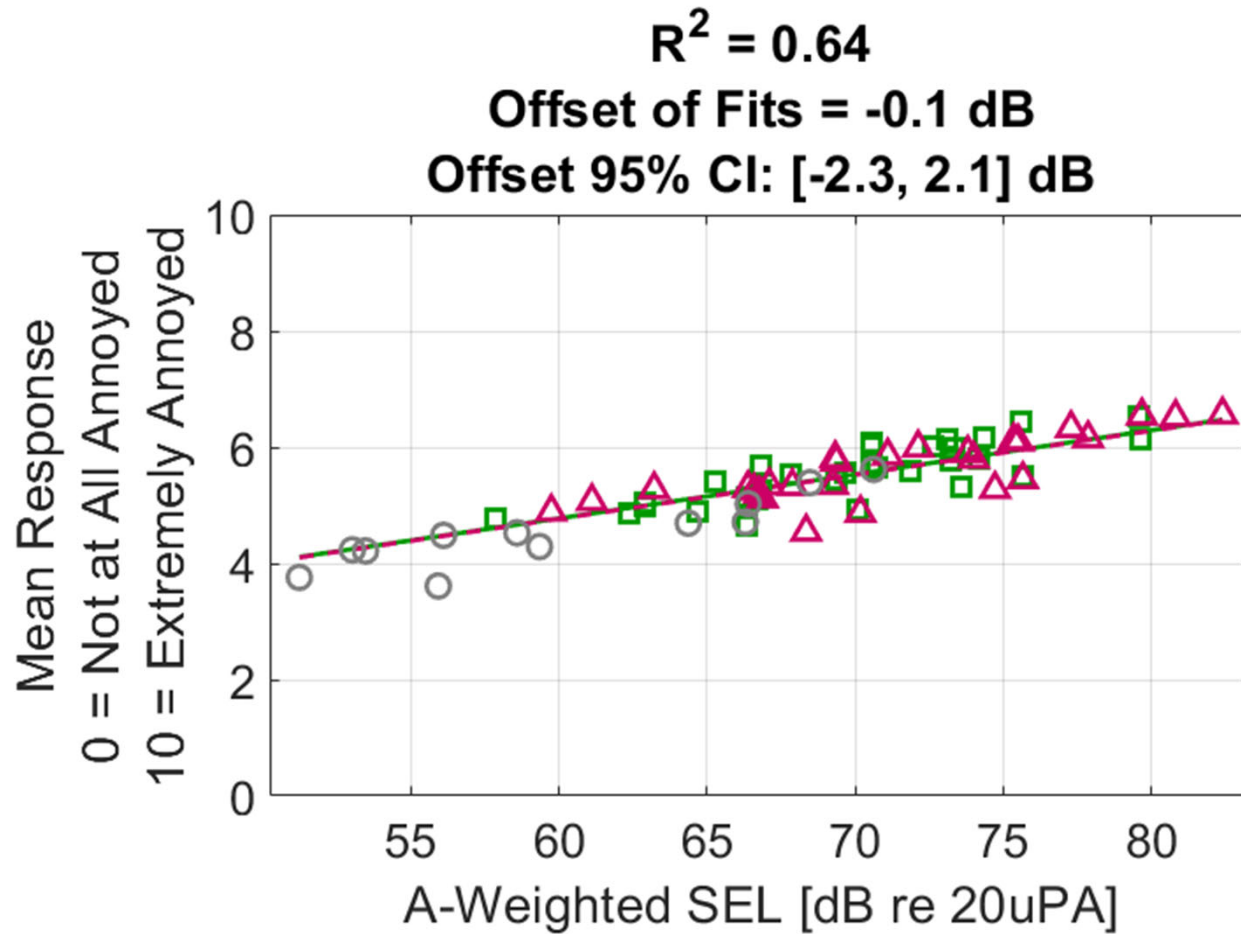 R² = 0.64
Offset of Fits = -0.1 dB
Offset 95% CI: [-2.3, 2.1] dB
Mean Response
0 = Not at All Annoyed
10 = Extremely Annoyed
10
8
6
4
2
0
55 60 65 70 75 80
A-Weighted SEL [dB re 20uPA]